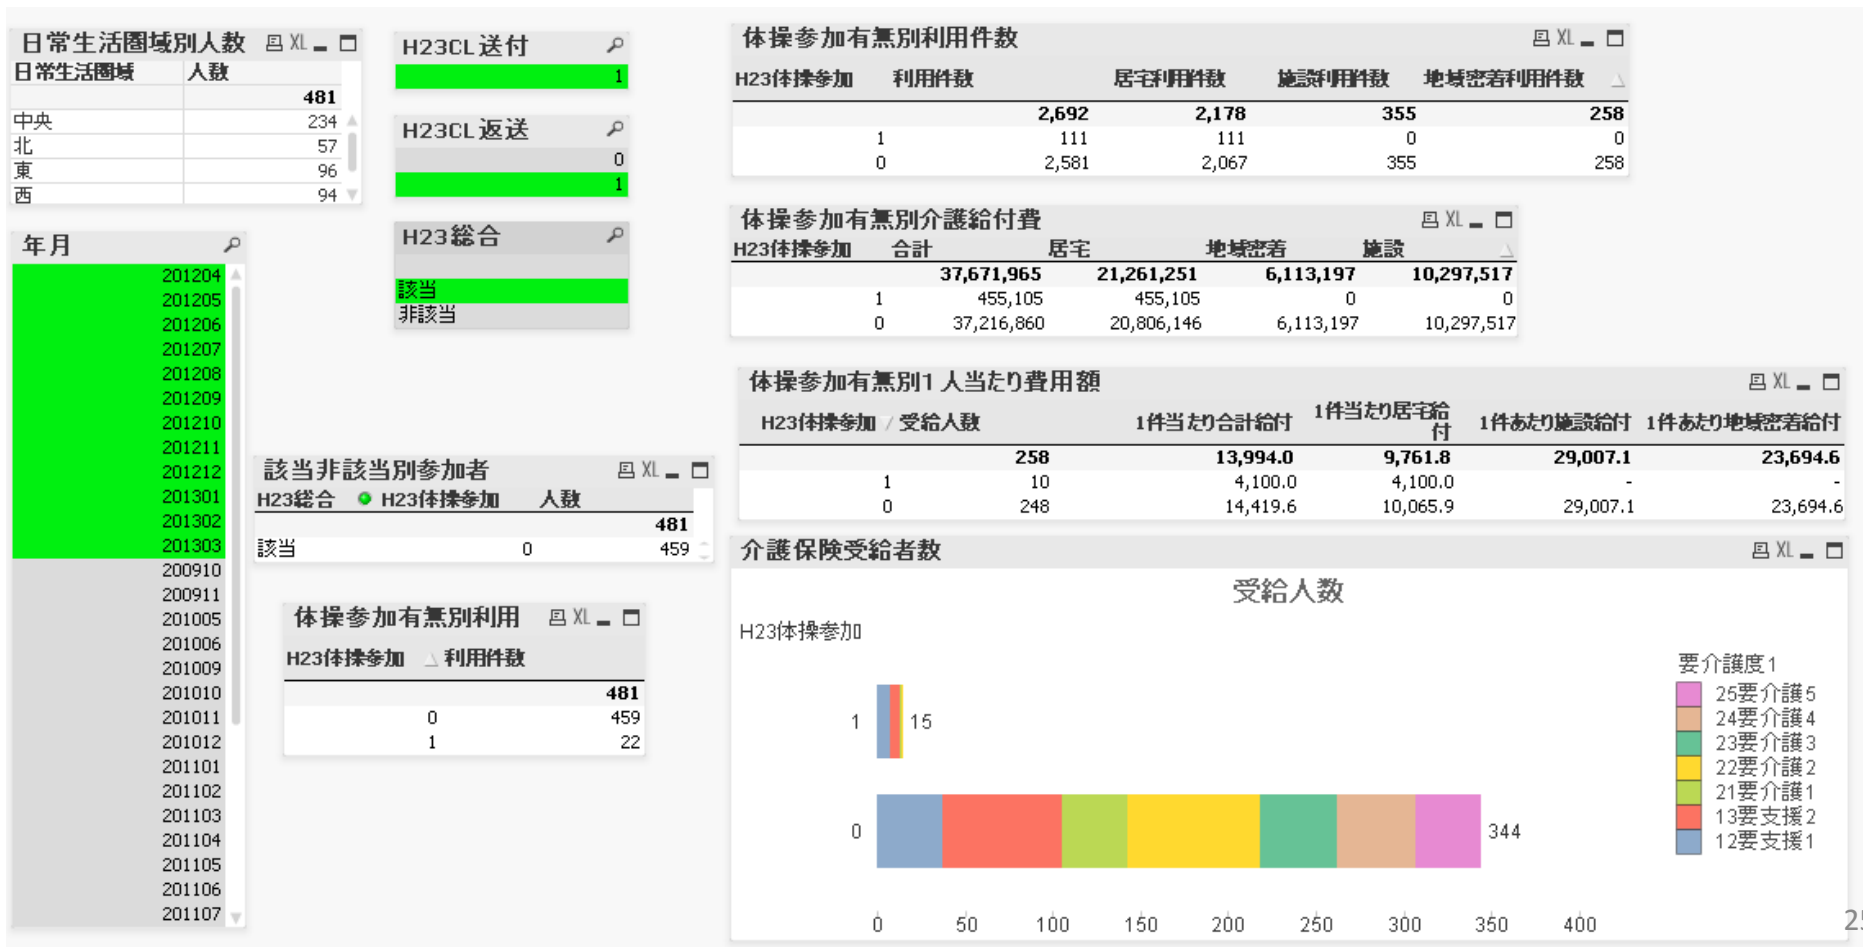 日常生活圏域別人数 XL
日常生活圏域 人数
481
中央 234
北 57
東 96
西 94
年月
201204
201205
201206
201207
201208
201209
201210
201211
201212
201301
201302
201303
200910
200911
201005
201006
201009
201010
201011
201012
201101
201102
201103
201104
201105
201106
201107
H23CL送付
1
H23CL返送
0
1
H23総合
該当
非該当
該当非該当別参加者 XL
H23総合 H23体操参加 人数
481
該当 0 459
体操参加有無別利用 XL
H23体操参加 利用件数
481
0 459
1 22
体操参加有無別利用件数 XL
H23体操参加 利用件数 居宅利用件数 施設利用件数 地域密着利用件数
2,692 2,178 355 258
1 111 111 0 0
0 2,581 2,067 355 258
体操参加有無別介護給付費 XL
H23体操参加 合計 居宅 地域密着 施設
37,671,965 21,261,251 6,113,197 10,297,517
1 455,105 455,105 0 0
0 37,216,860 20,806,146 6,113,197 10,297,517
体操参加有無別1人当たり費用額 XL
H23体操参加 受給人数 1件当たり合計給付 1件当たり居宅給付 1件あたり施設給付 1件あたり地域密着給付
258 13,994.0 9,761.8 29,007.1 23,694.6
1 10 4,100.0 4,100.0 - -
0 248 14,419.6 10,065.9 29,007.1 23,694.6
介護保険受給者数 XL
受給人数
H23体操参加
1 15
0 344
0 50 100 150 200 250 300 350 400
要介護度1
25要介護5
24要介護4
23要介護3
22要介護2
21要介護1
13要支援2
12要支援1